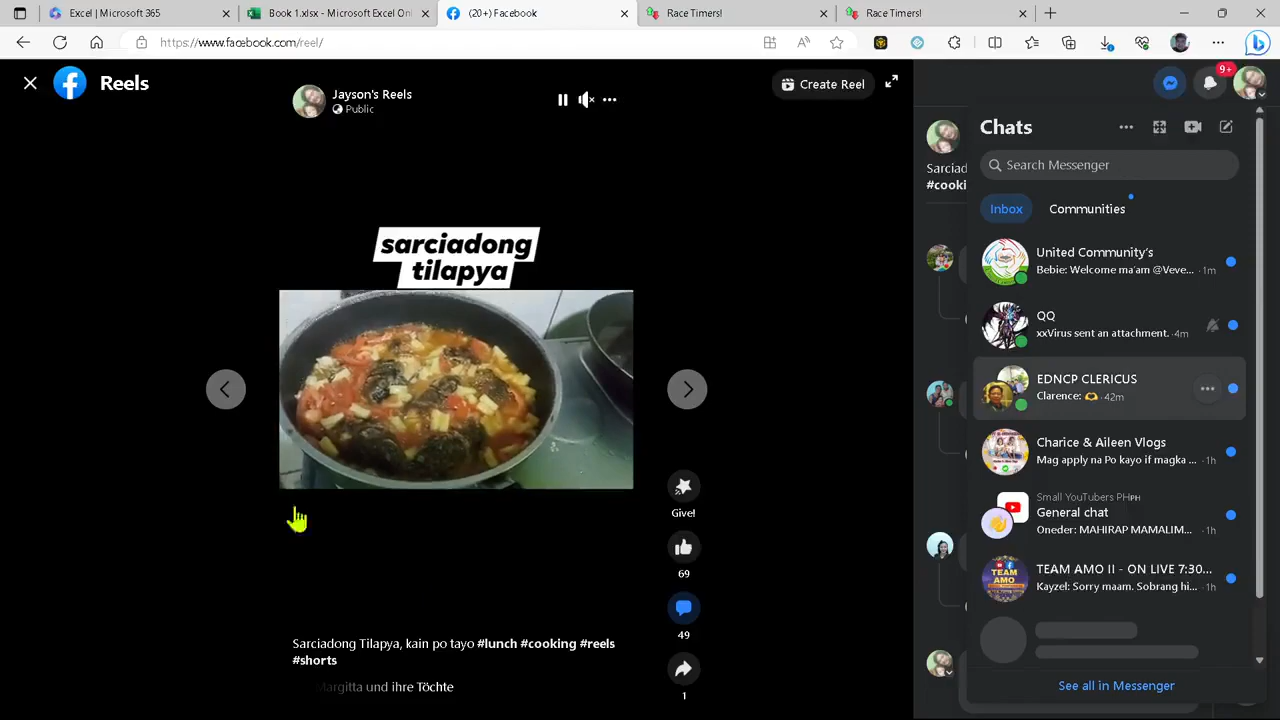 Excel | Microsoft 365
Book 1.xlsx - Microsoft Excel Onl
(20+) Facebook
Race Timers!
Race Timers!
https://www.facebook.com/reel/
Reels
Jayson's Reels
Public
Create Reel
9+
sarciadong
tilapya
Give!
69
49
1
Sarciadong Tilapya, kain po tayo #lunch #cooking #reels
#shorts
Margitta und ihre Töchte
Sarciad
#cooki
Chats
Search Messenger
Inbox
Communities
United Community's
Bebie: Welcome ma'am @Veve... · 1m
QQ
xxVirus sent an attachment. · 4m
EDNCP CLERICUS
Clarence: 🫶 · 42m
Charice & Aileen Vlogs
Mag apply na Po kayo if magka ... · 1h
Small YouTubers PHᴾᴴ
General chat
Oneder: MAHIRAP MAMALIM... · 1h
TEAM AMO II - ON LIVE 7:30...
Kayzel: Sorry maam. Sobrang hi... · 1h
TEAM
AMO
See all in Messenger